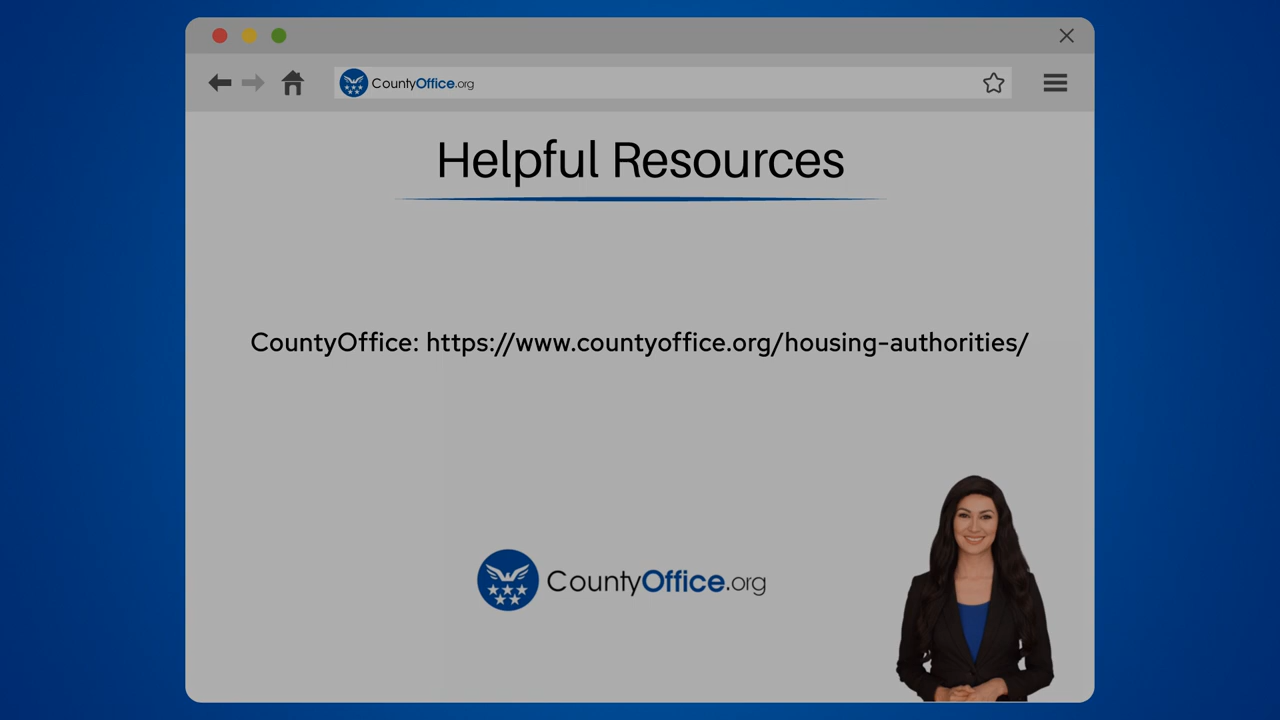 CountyOffice.org
Helpful Resources
CountyOffice: https://www.countyoffice.org/housing-authorities/
CountyOffice.org